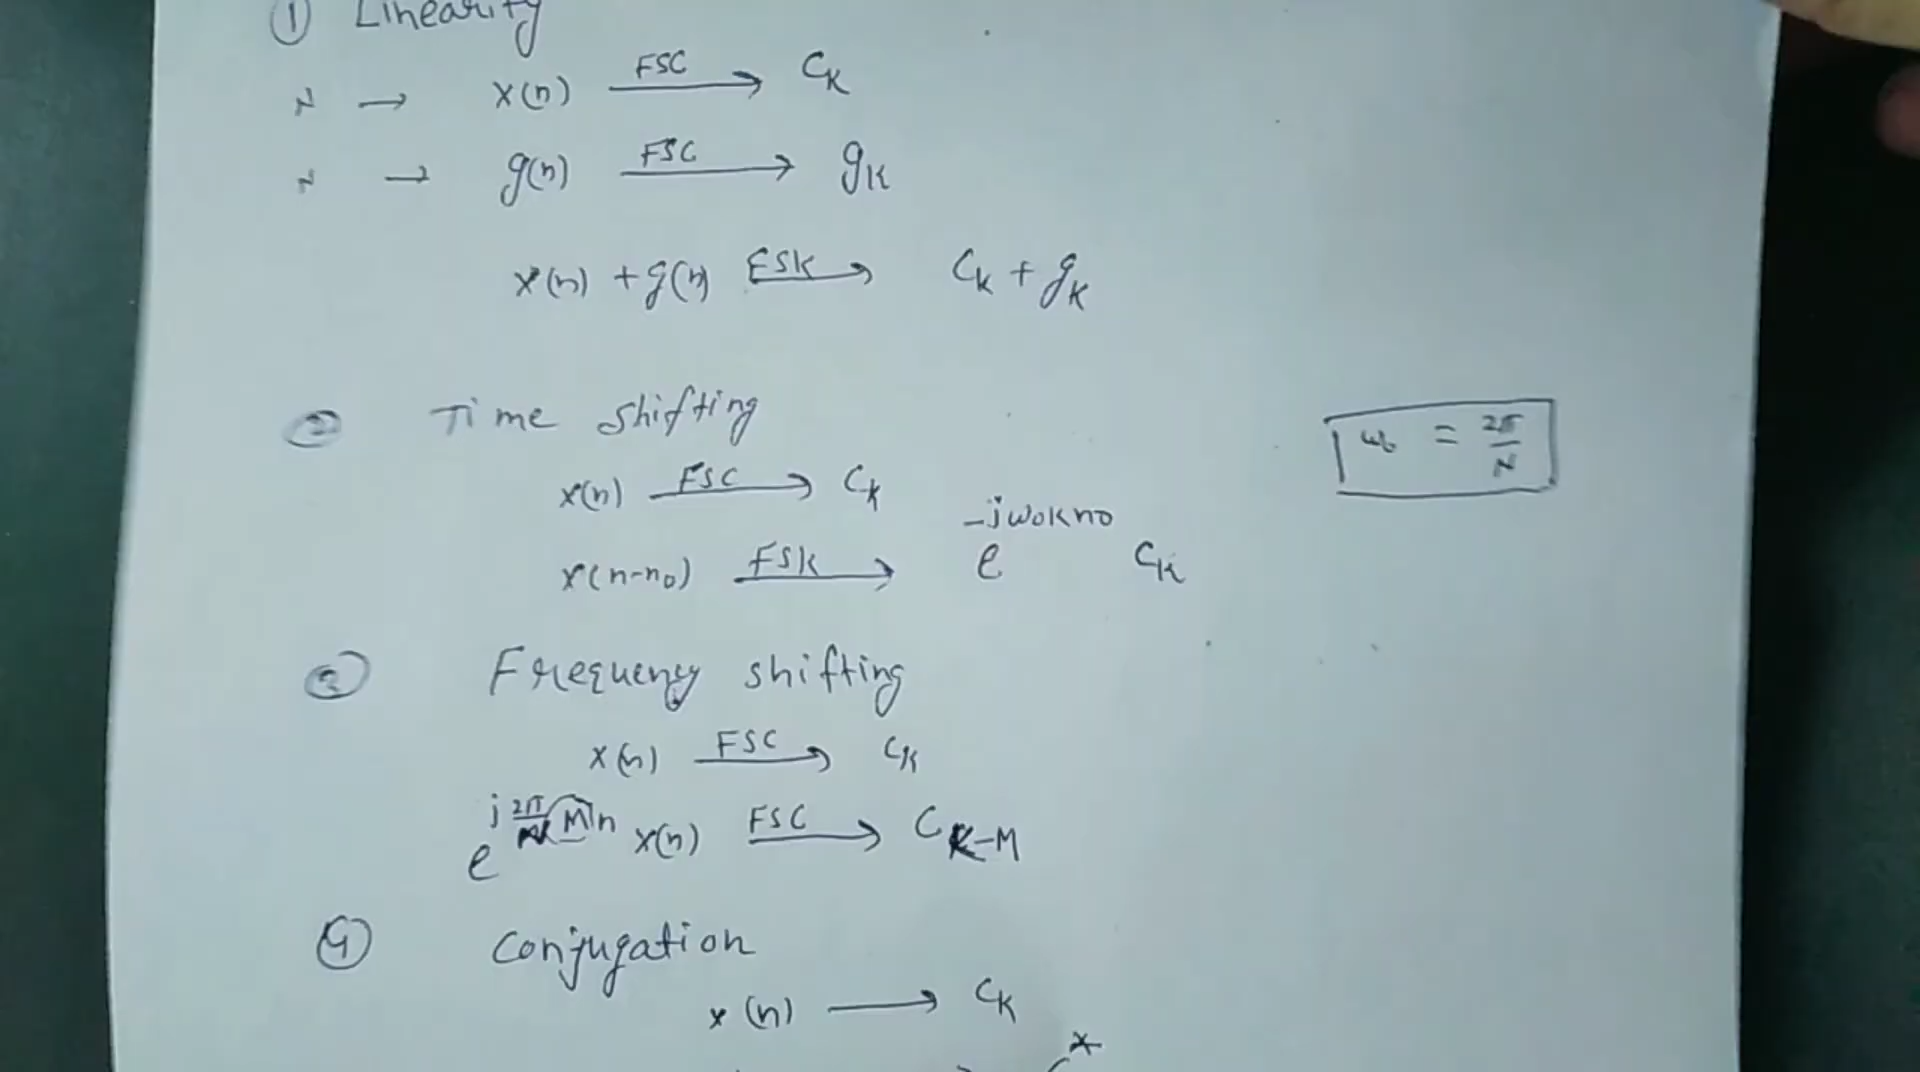 ① Linearity
N → x(n) FSC → CK
N → g(n) FSC → gK
x(n) + g(n) FSK → CK + gK
② Time shifting
ω0 = 2π/N
x(n) FSC → CK
x(n-n0) FSK → e^-jω0kn0 CK
③ Frequency shifting
x(n) FSC → CK
e^j 2π/N Mn x(n) FSC → CK-M
④ Conjugation
x(n) → CK